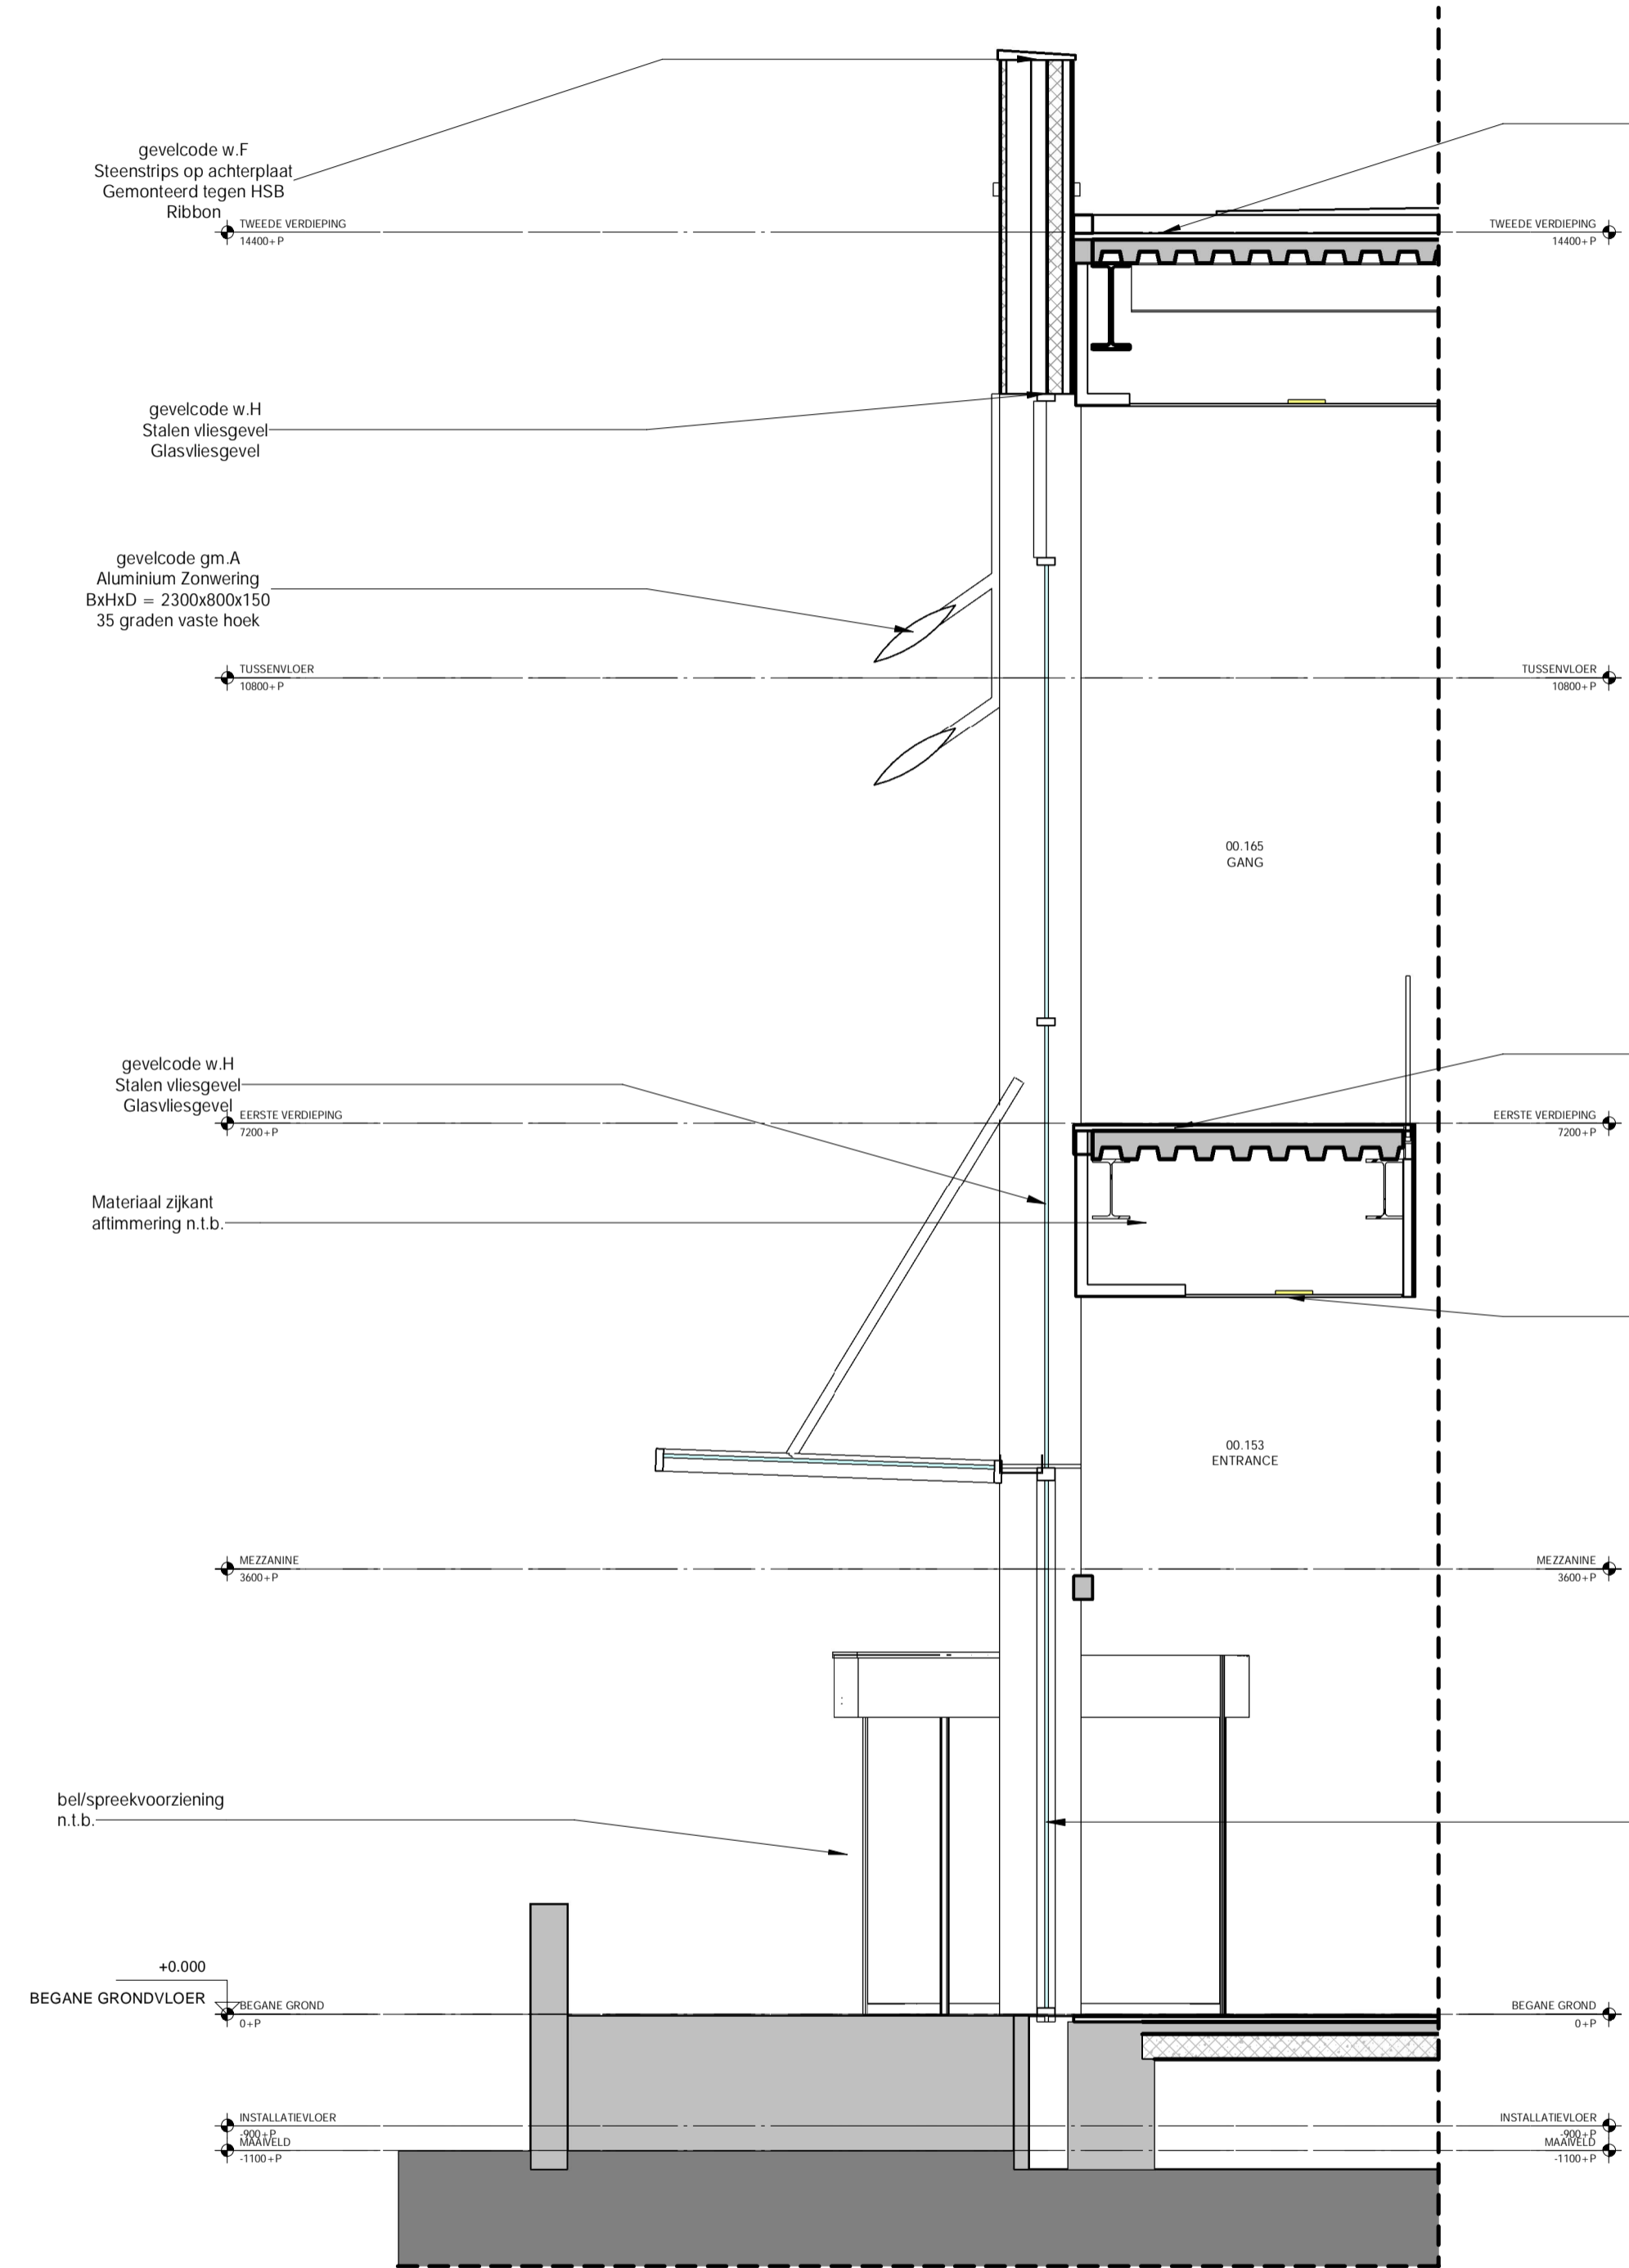 gevelcode w.F
Steenstrips op achterplaat
Gemonteerd tegen HSB
Ribbon
TWEEDE VERDIEPING
14400+P
TWEEDE VERDIEPING
14400+P
gevelcode w.H
Stalen vliesgevel
Glasvliesgevel
gevelcode gm.A
Aluminium Zonwering
BxHxD = 2300x800x150
35 graden vaste hoek
TUSSENVLOER
10800+P
TUSSENVLOER
10800+P
00.165
GANG
gevelcode w.H
Stalen vliesgevel
Glasvliesgevel
EERSTE VERDIEPING
7200+P
EERSTE VERDIEPING
7200+P
Materiaal zijkant
aftimmering n.t.b.
00.153
ENTRANCE
MEZZANINE
3600+P
MEZZANINE
3600+P
bel/spreekvoorziening
n.t.b.
+0.000
BEGANE GRONDVLOER
BEGANE GROND
0+P
BEGANE GROND
0+P
INSTALLATIEVLOER
-900+P
MAAIVELD
-1100+P
INSTALLATIEVLOER
-900+P
MAAIVELD
-1100+P